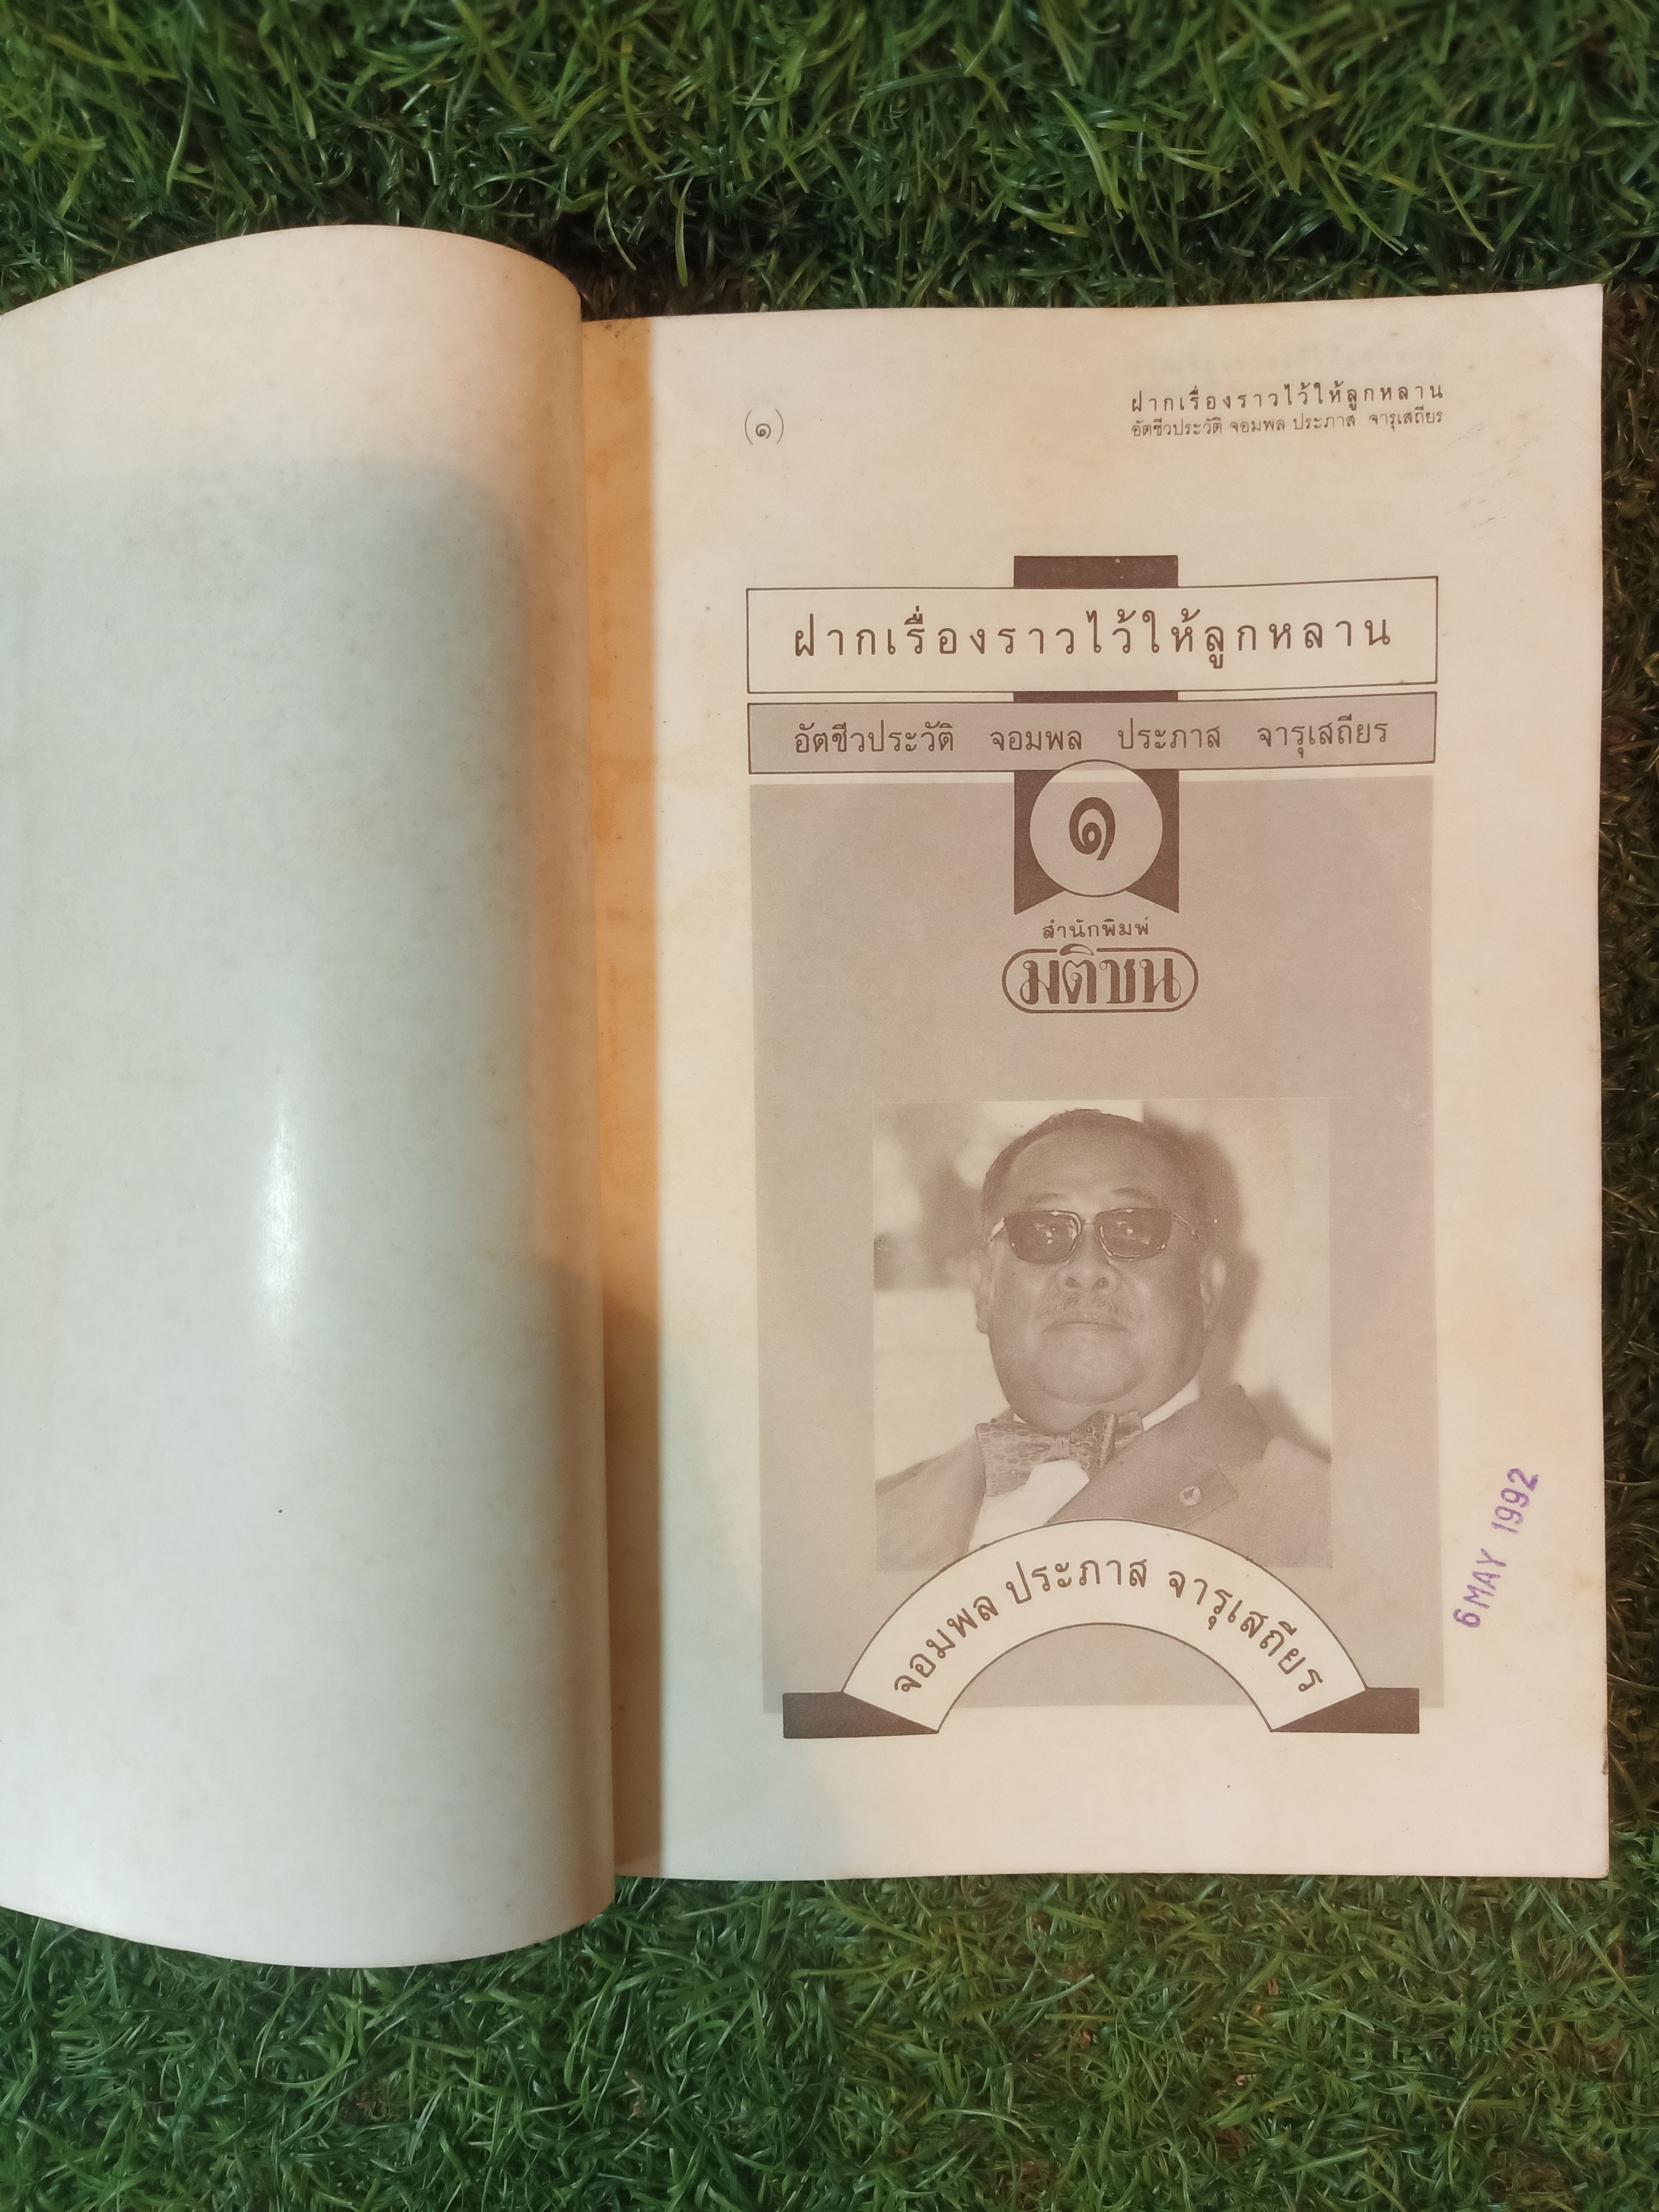 (๑)
ฝากเรื่องราวไว้ให้ลูกหลาน
อัตชีวประวัติ จอมพล ประภาส จารุเสถียร
ฝากเรื่องราวไว้ให้ลูกหลาน
อัตชีวประวัติ จอมพล ประภาส จารุเสถียร
๑
สำนักพิมพ์
มติชน
จอมพล ประภาส จารุเสถียร
6 MAY 1992